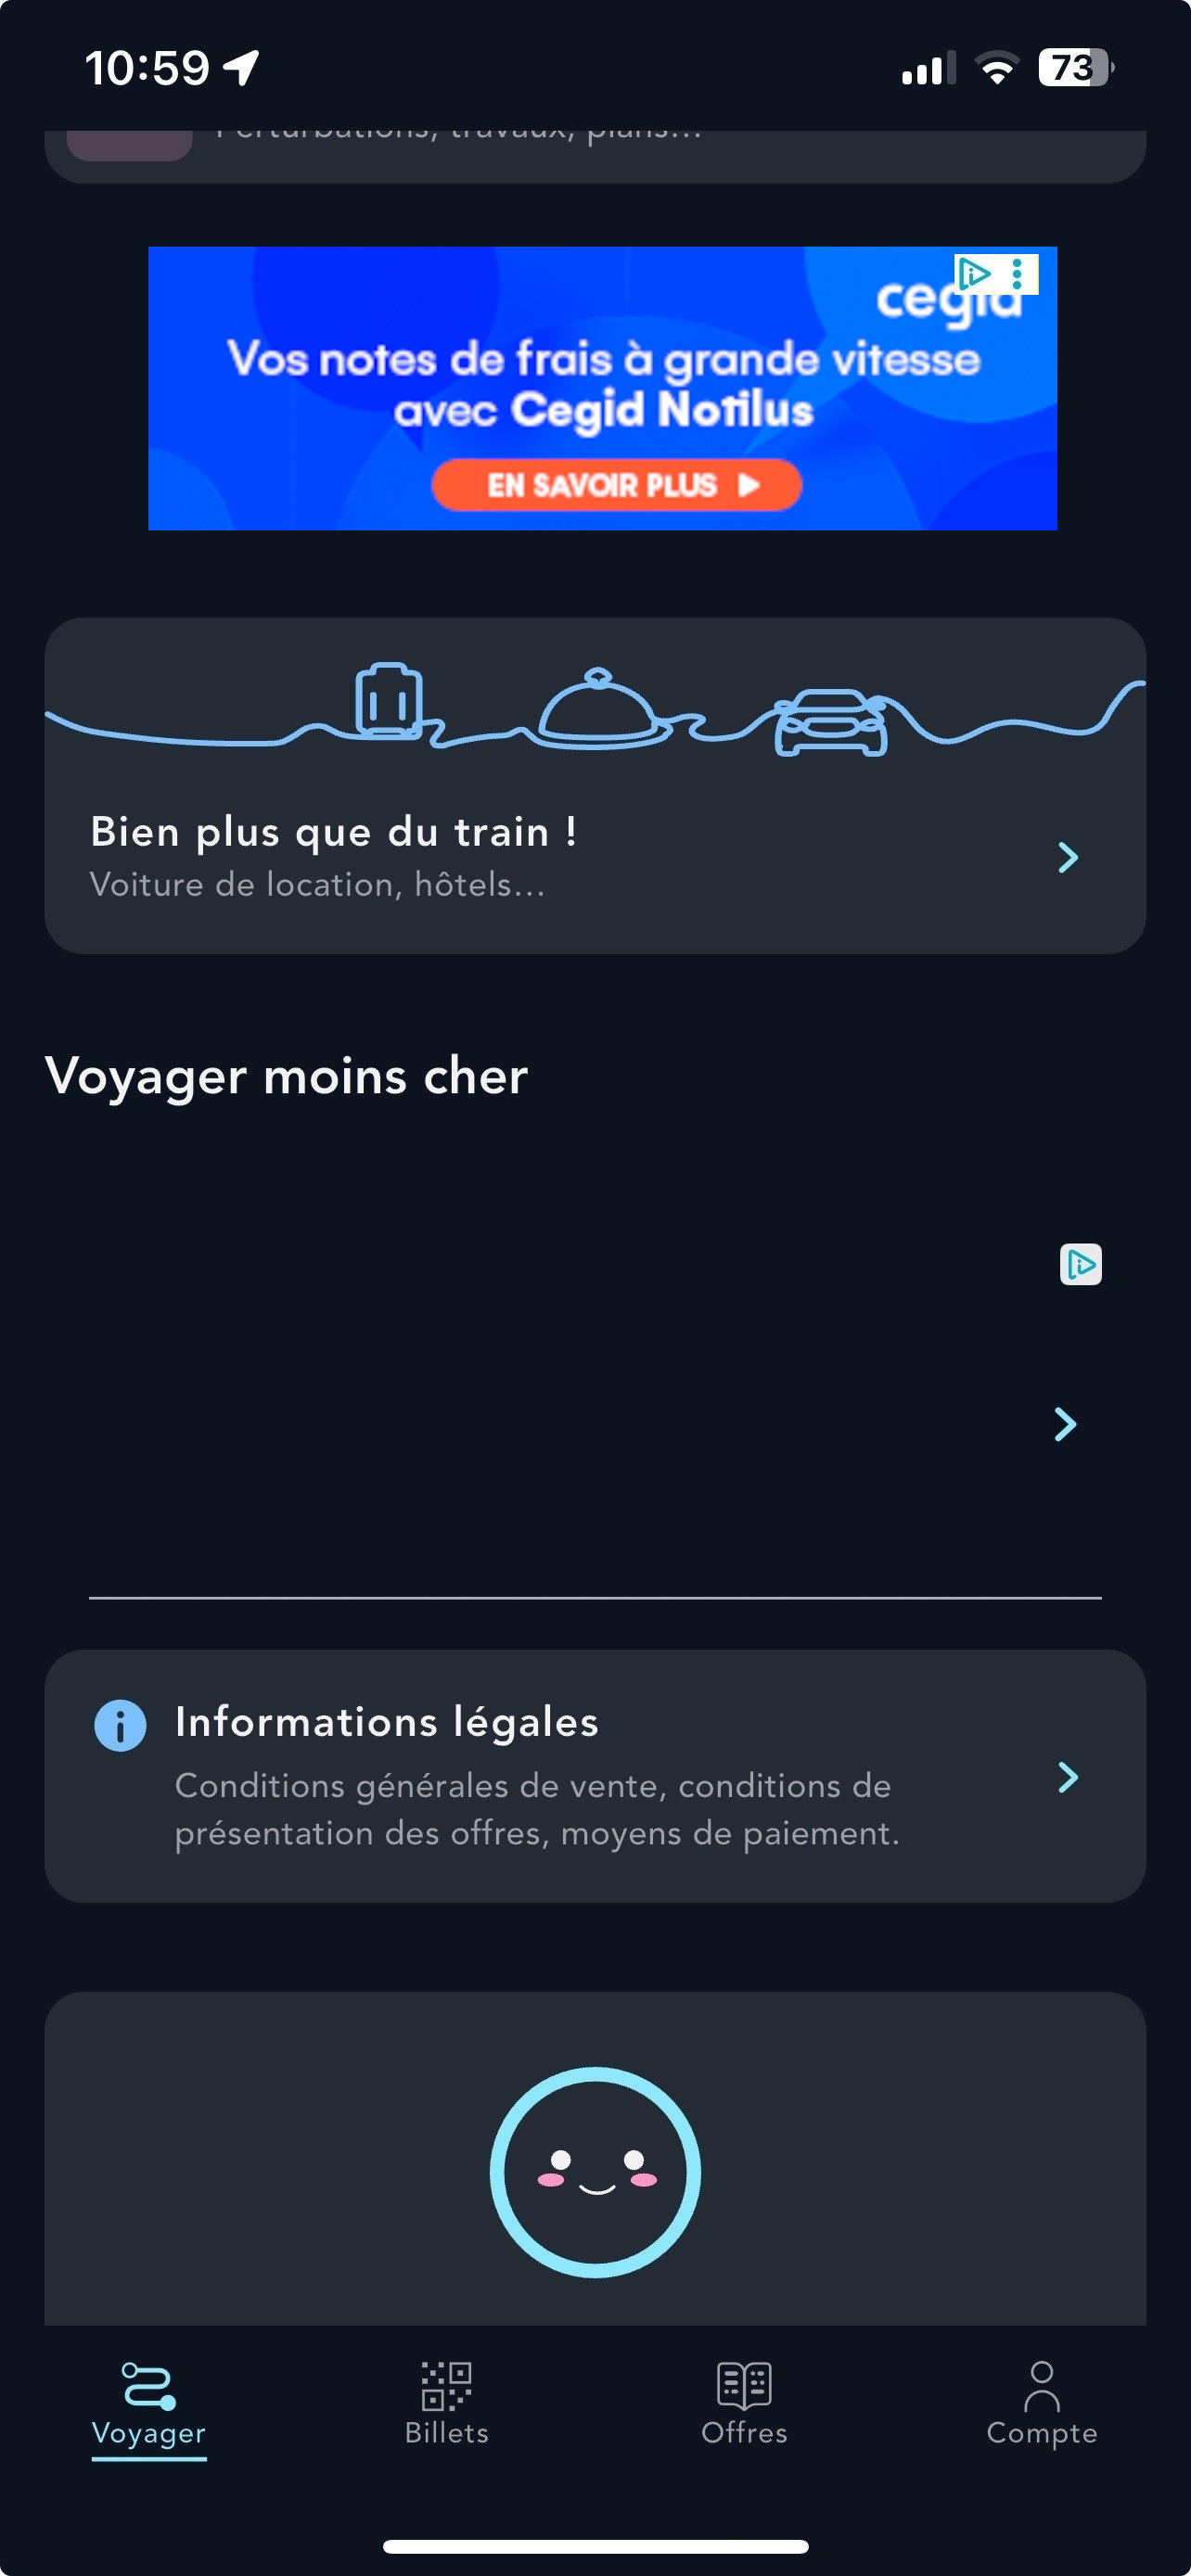 10:59
73
Perturbations, travaux, plans...
cegid
Vos notes de frais à grande vitesse
avec Cegid Notilus
EN SAVOIR PLUS
Bien plus que du train !
Voiture de location, hôtels...
Voyager moins cher
Informations légales
Conditions générales de vente, conditions de
présentation des offres, moyens de paiement.
Voyager
Billets
Offres
Compte